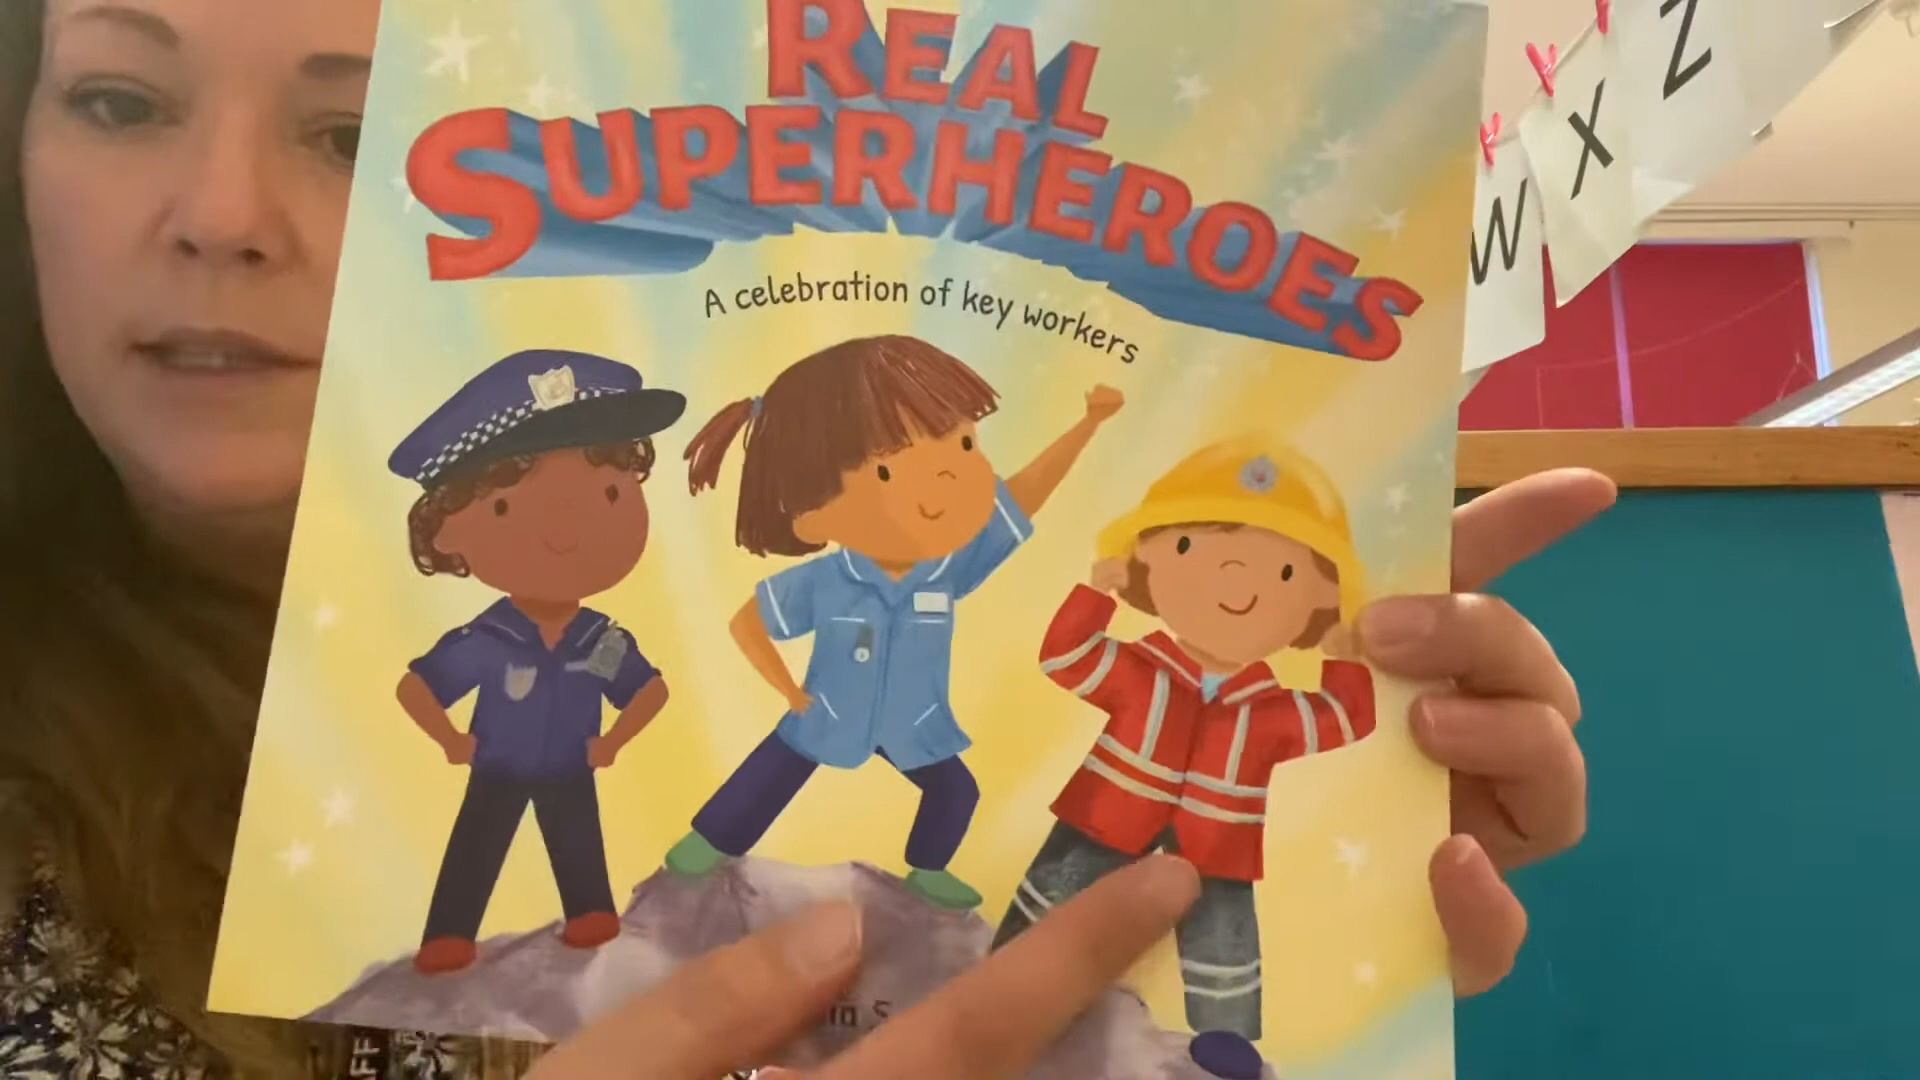 REAL
SUPERHEROES
A celebration of key workers
W
X
Z